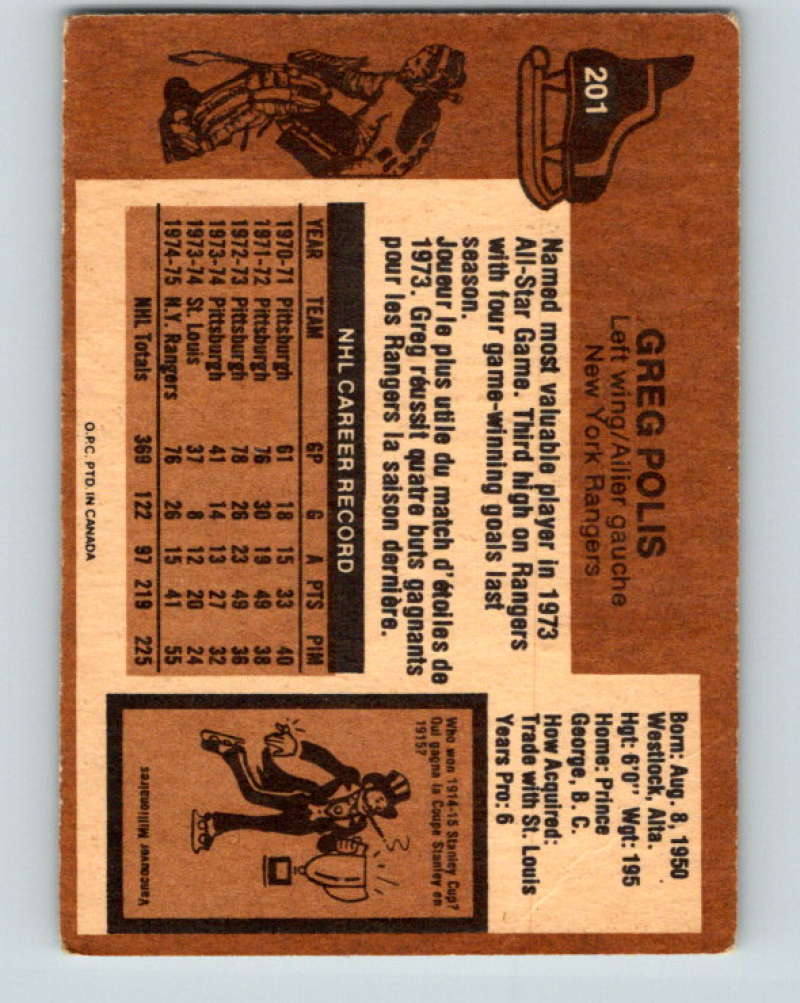 201
GREG POLIS
Left wing/Ailier gauche
New York Rangers
Named most valuable player in 1973
All-Star Game. Third high on Rangers
with four game-winning goals last
season.
Joueur le plus utile du match d'étoiles de
1973. Greg réussit quatre buts gagnants
pour les Rangers la saison dernière.
Born: Aug. 8, 1950
Westlock, Alta.
Hgt: 6'0" Wgt: 195
Home: Prince
George, B. C.
How Acquired:
Trade with St. Louis
Years Pro: 6
NHL CAREER RECORD
YEAR TEAM GP G A PTS PIM
1970-71 Pittsburgh 61 18 15 33 40
1971-72 Pittsburgh 76 30 19 49 38
1972-73 Pittsburgh 78 26 23 49 36
1973-74 Pittsburgh 41 14 13 27 32
1973-74 St. Louis 37 8 12 20 24
1974-75 N.Y. Rangers 76 26 15 41 55
NHL Totals 369 122 97 219 225
Who won 1914-15 Stanley Cup?
Qui gagna la Coupe Stanley en
1915?
Vancouver Millionaires
O.P.C. PTD. IN CANADA